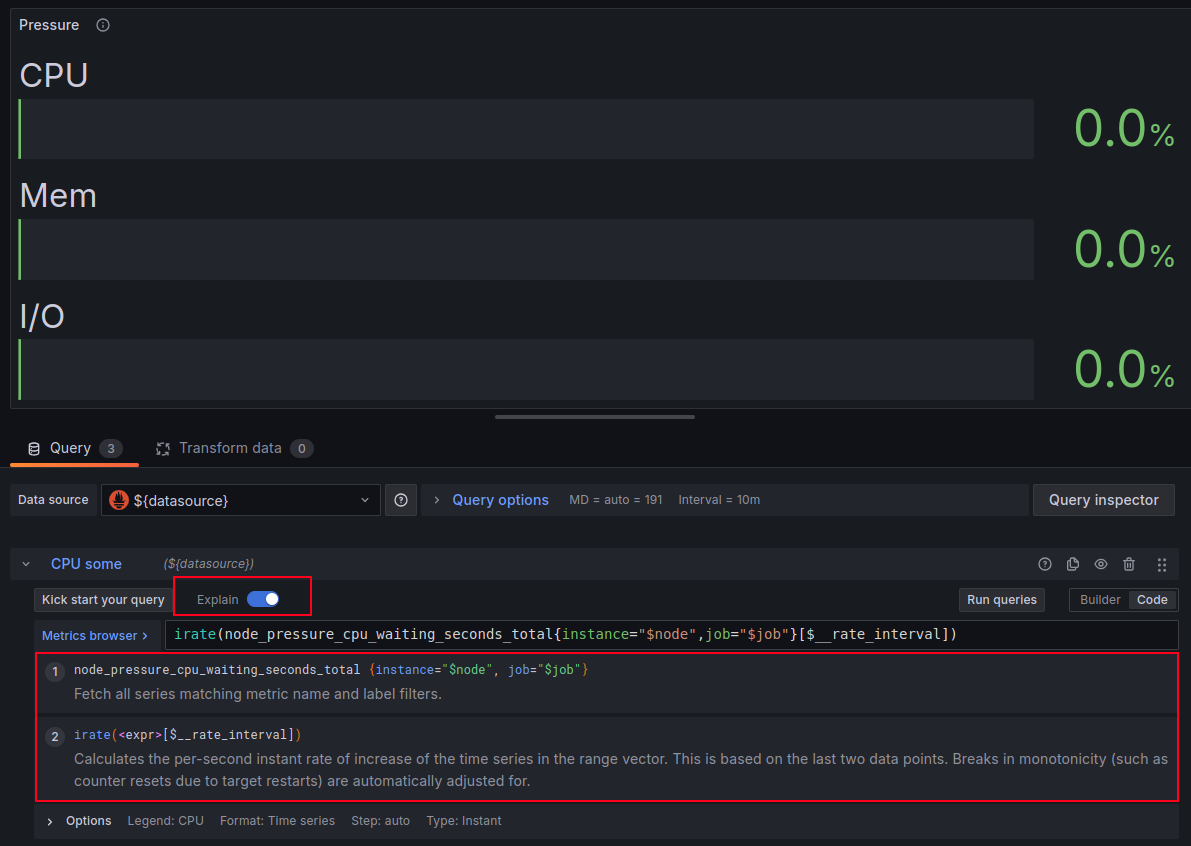 Pressure
CPU
0.0%
Mem
0.0%
I/O
0.0%
Query 3 Transform data 0
Data source ${datasource} Query options MD = auto = 191 Interval = 10m Query inspector
CPU some (${datasource})
Kick start your query Explain Run queries Builder Code
Metrics browser > irate(node_pressure_cpu_waiting_seconds_total{instance="$node",job="$job"}[$__rate_interval])
1 node_pressure_cpu_waiting_seconds_total {instance="$node", job="$job"}
Fetch all series matching metric name and label filters.
2 irate(<expr>[$__rate_interval])
Calculates the per-second instant rate of increase of the time series in the range vector. This is based on the last two data points. Breaks in monotonicity (such as
counter resets due to target restarts) are automatically adjusted for.
Options Legend: CPU Format: Time series Step: auto Type: Instant